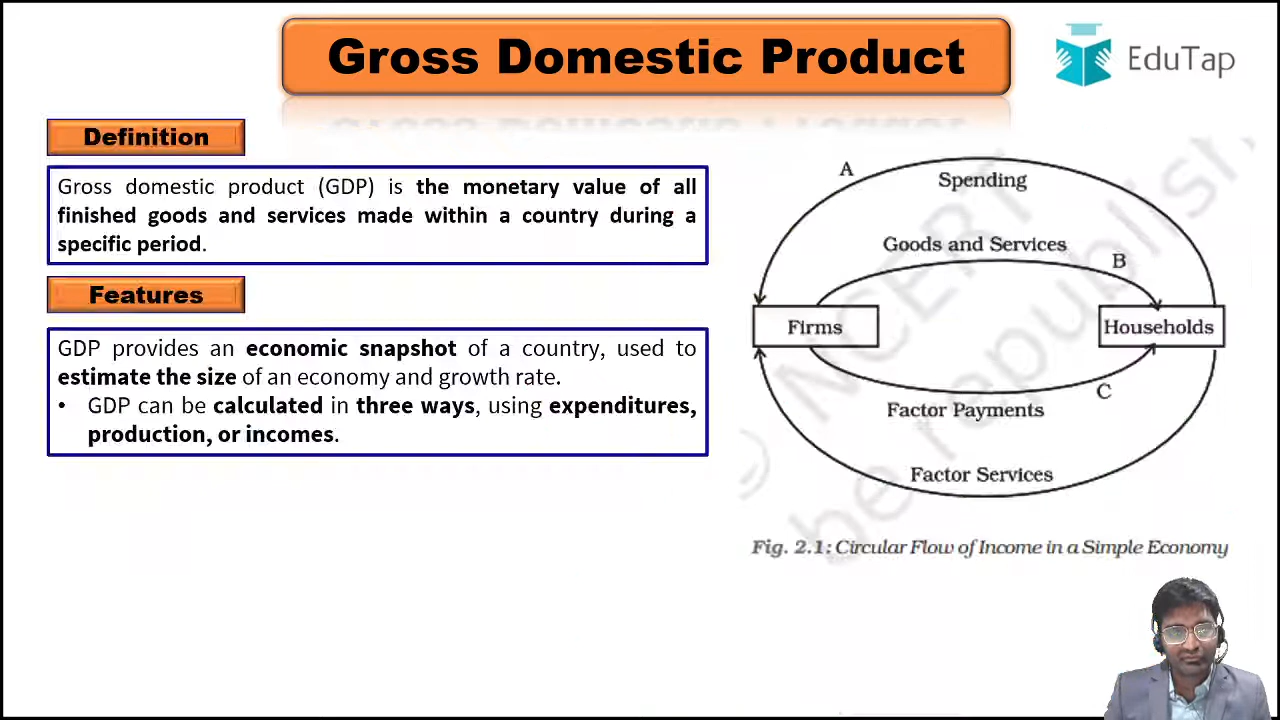 Gross Domestic Product
EduTap
Definition
Gross domestic product (GDP) is the monetary value of all
finished goods and services made within a country during a
specific period.
Features
GDP provides an economic snapshot of a country, used to
estimate the size of an economy and growth rate.
• GDP can be calculated in three ways, using expenditures,
production, or incomes.
A
Spending
Goods and Services
B
Firms
Households
C
Factor Payments
Factor Services
Fig. 2.1: Circular Flow of Income in a Simple Economy
© NCERT
be republish